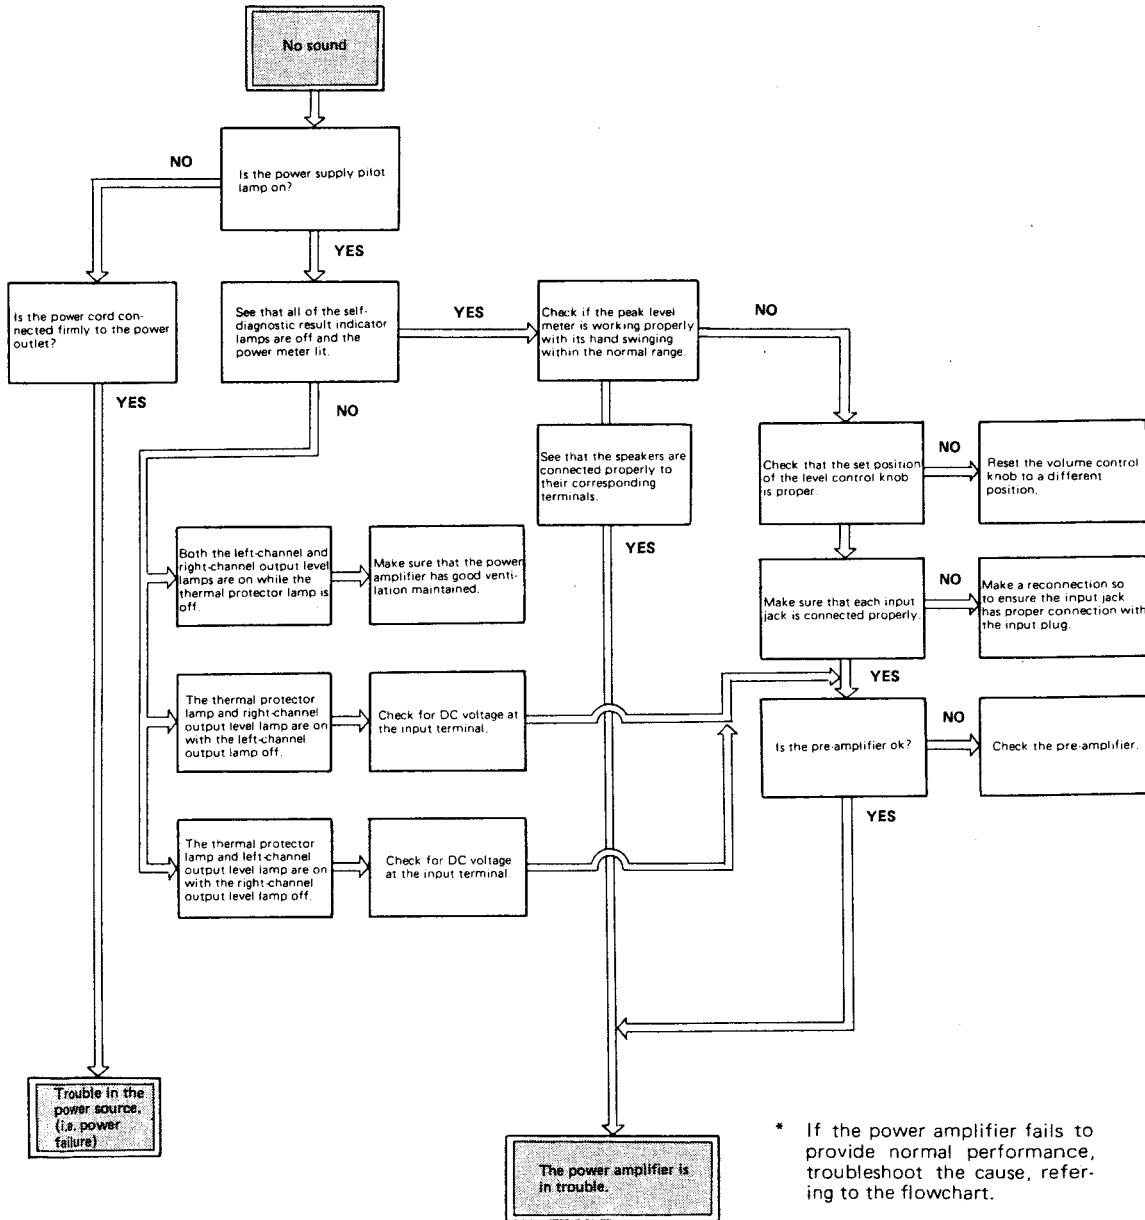 No sound
NO
Is the power supply pilot
lamp on?
YES
Is the power cord con-
nected firmly to the power
outlet?
YES
See that all of the self-
diagnostic result indicator
lamps are off and the
power meter lit.
YES
NO
Check if the peak level
meter is working properly
with its hand swinging
within the normal range.
NO
See that the speakers are
connected properly to
their corresponding
terminals.
YES
Check that the set position
of the level control knob
is proper.
NO
Reset the volume control
knob to a different
position.
Both the left-channel and
right-channel output level
lamps are on while the
thermal protector lamp is
off.
Make sure that the power
amplifier has good venti-
lation maintained.
Make sure that each input
jack is connected properly.
NO
Make a reconnection so
to ensure the input jack
has proper connection with
the input plug.
YES
The thermal protector
lamp and right-channel
output level lamp are on
with the left-channel
output lamp off.
Check for DC voltage at
the input terminal.
Is the pre-amplifier ok?
NO
Check the pre-amplifier.
YES
The thermal protector
lamp and left-channel
output level lamp are on
with the right-channel
output level lamp off.
Check for DC voltage
at the input terminal.
Trouble in the
power source,
(i.e. power
failure)
The power amplifier is
in trouble.
* If the power amplifier fails to
provide normal performance,
troubleshoot the cause, refer-
ing to the flowchart.